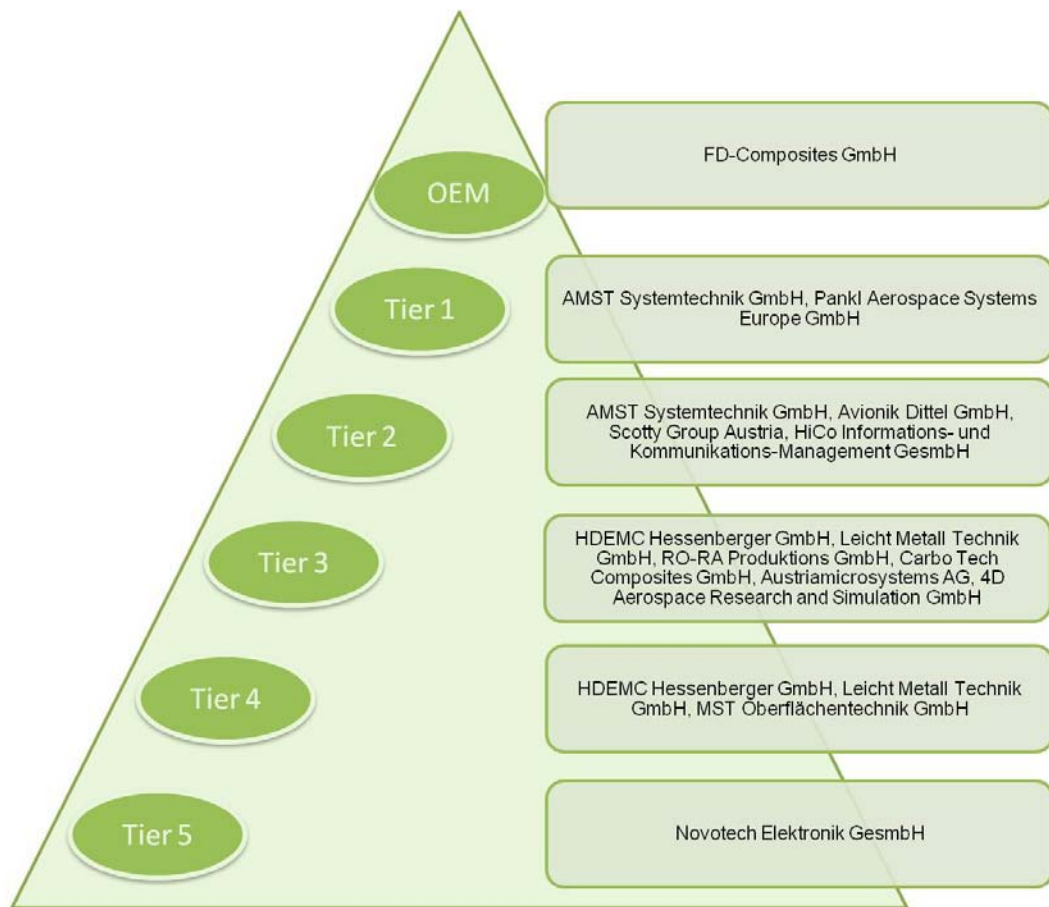 OEM
FD-Composites GmbH
Tier 1
AMST Systemtechnik GmbH, Pankl Aerospace Systems
Europe GmbH
Tier 2
AMST Systemtechnik GmbH, Avionik Dittel GmbH,
Scotty Group Austria, HiCo Informations- und
Kommunikations-Management GesmbH
Tier 3
HDEMC Hessenberger GmbH, Leicht Metall Technik
GmbH, RO-RA Produktions GmbH, Carbo Tech
Composites GmbH, Austriamicrosystems AG, 4D
Aerospace Research and Simulation GmbH
Tier 4
HDEMC Hessenberger GmbH, Leicht Metall Technik
GmbH, MST Oberflächentechnik GmbH
Tier 5
Novotech Elektronik GesmbH